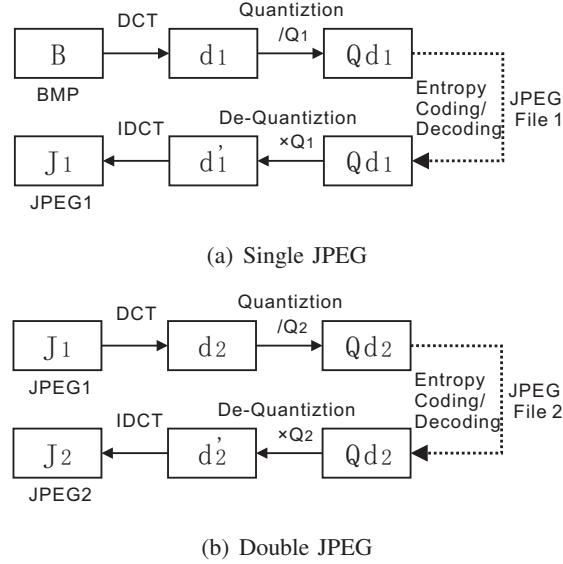 DCT
Quantiztion
/Q1
B
d1
Qd1
BMP
Entropy
Coding/
Decoding
JPEG
File 1
IDCT
De-Quantiztion
×Q1
J1
d'1
Qd1
JPEG1
(a) Single JPEG
DCT
Quantiztion
/Q2
J1
d2
Qd2
JPEG1
Entropy
Coding/
Decoding
JPEG
File 2
IDCT
De-Quantiztion
×Q2
J2
d'2
Qd2
JPEG2
(b) Double JPEG